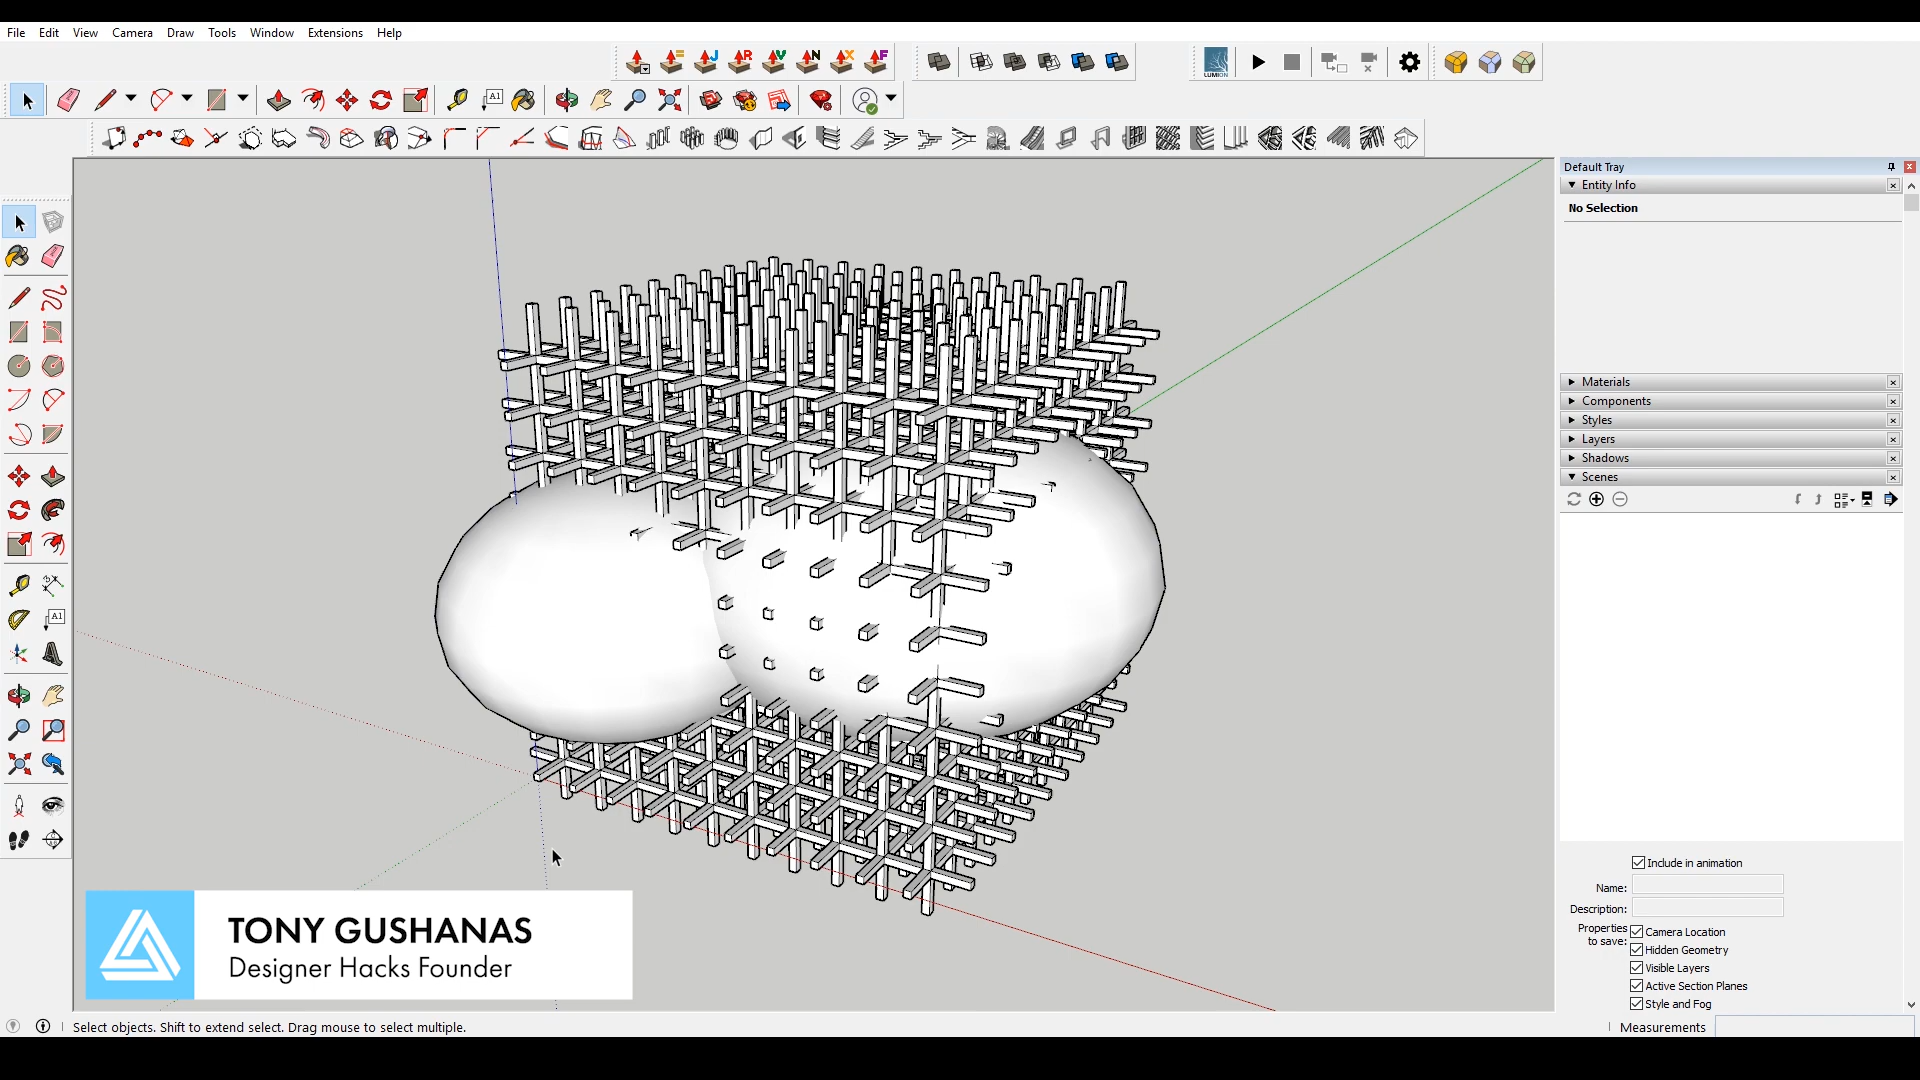 File Edit View Camera Draw Tools Window Extensions Help
J R V N X F
LUMION
A1
Default Tray
Entity Info
No Selection
A1
Materials
Components
Styles
Layers
Shadows
Scenes
Include in animation
Name:
Description:
Properties to save:
Camera Location
Hidden Geometry
Visible Layers
Active Section Planes
Style and Fog
TONY GUSHANAS
Designer Hacks Founder
Select objects. Shift to extend select. Drag mouse to select multiple.
Measurements